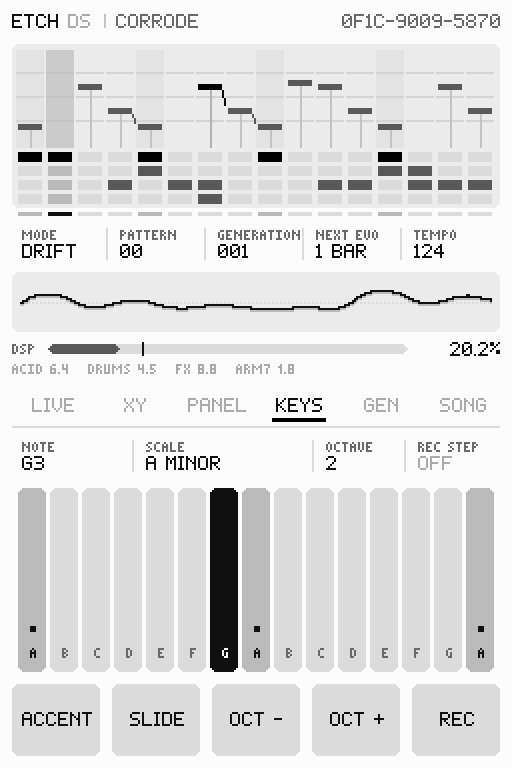 ETCH DS | CORRODE 0F1C-9009-5870
MODE PATTERN GENERATION NEXT EVO TEMPO
DRIFT 00 001 1 BAR 124
DSP 20.2%
ACID 6.4 DRUMS 4.5 FX 8.8 ARM7 1.8
LIVE XY PANEL KEYS GEN SONG
NOTE SCALE OCTAVE REC STEP
G3 A MINOR 2 OFF
A B C D E F G A B C D E F G A
ACCENT SLIDE OCT - OCT + REC